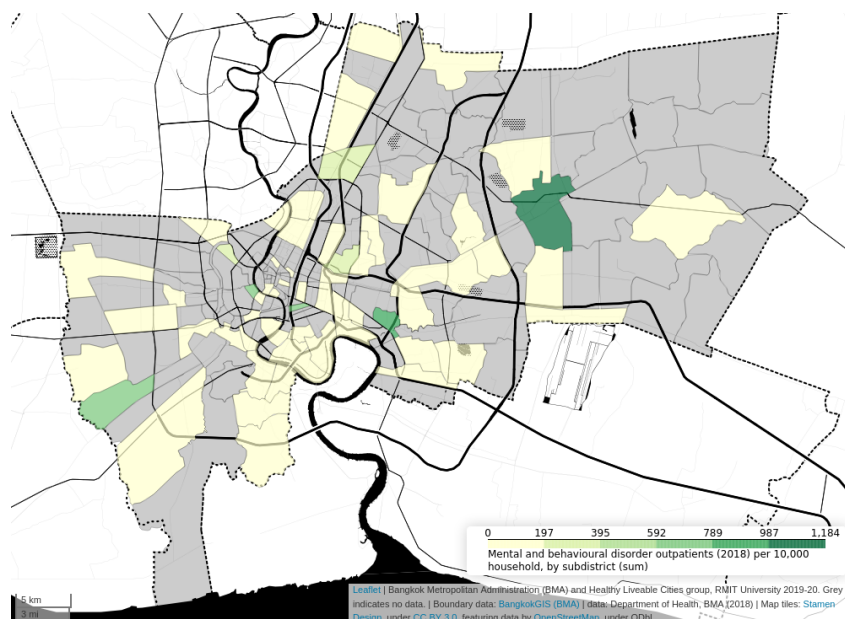 0 197 395 592 789 987 1,184
Mental and behavioural disorder outpatients (2018) per 10,000
household, by subdistrict (sum)
5 km
3 mi
Leaflet | Bangkok Metropolitan Administration (BMA) and Healthy Liveable Cities group, RMIT University 2019-20. Grey
indicates no data. | Boundary data: BangkokGIS (BMA) | data: Department of Health, BMA (2018) | Map tiles: Stamen
Design, under CC BY 3.0, featuring data by OpenStreetMap, under ODbL